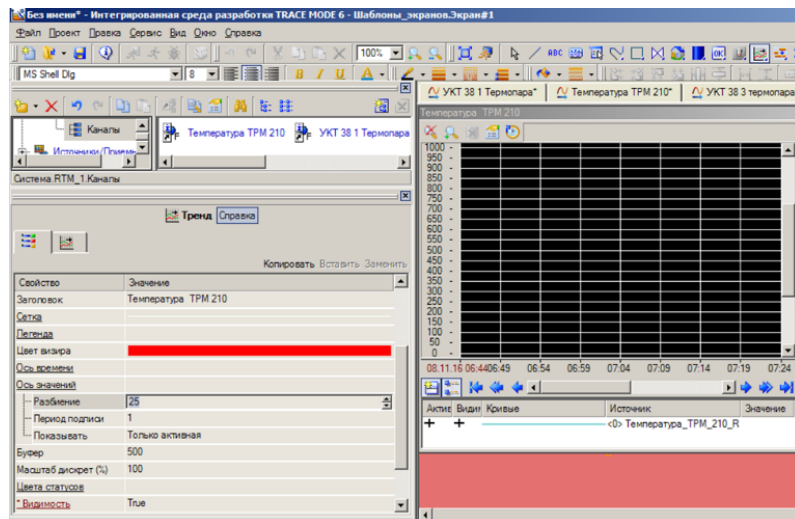 Без имени* - Интегрированная среда разработки TRACE MODE 6 - Шаблоны_экранов.Экран#1
Файл Проект Правка Сервис Вид Окно Справка
100%
ABC
OK
MS Shell Dlg
8
B I U A
УКТ 38 1 Термопара* Температура ТРМ 210* УКТ 38 3 термопара
Каналы
Источники/Прием
Температура ТРМ 210 УКТ 38 1 Термопара
Система.RTM_1.Каналы
Тренд Справка
Копировать Вставить Заменить
Свойство Значение
Заголовок Температура ТРМ 210
Сетка
Легенда
Цвет визира
Ось времени
Ось значений
Разбиение 25
Период подписи 1
Показывать Только активная
Буфер 500
Масштаб дискрет (%) 100
Цвета статусов
* Видимость True
Температура ТРМ 210
1000
950
900
850
800
750
700
650
600
550
500
450
400
350
300
250
200
150
100
50
0
08.11.16 06:44 06:49 06:54 06:59 07:04 07:09 07:14 07:19 07:24
Актив Видим Кривые Источник Значение
<0> Температура_ТРМ_210_R